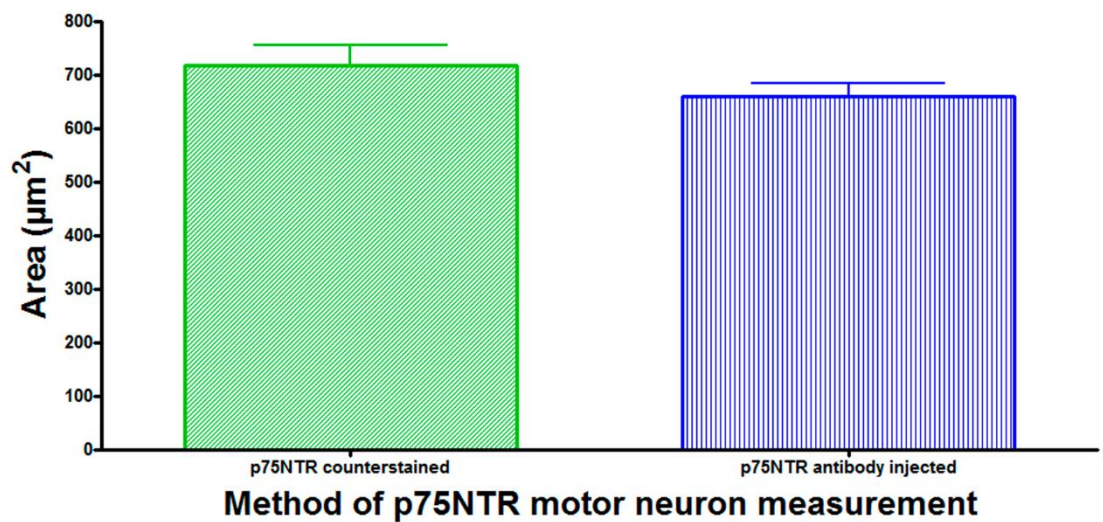 800
700
600
500
400
300
200
100
0
Area (µm²)
p75NTR counterstained
p75NTR antibody injected
Method of p75NTR motor neuron measurement